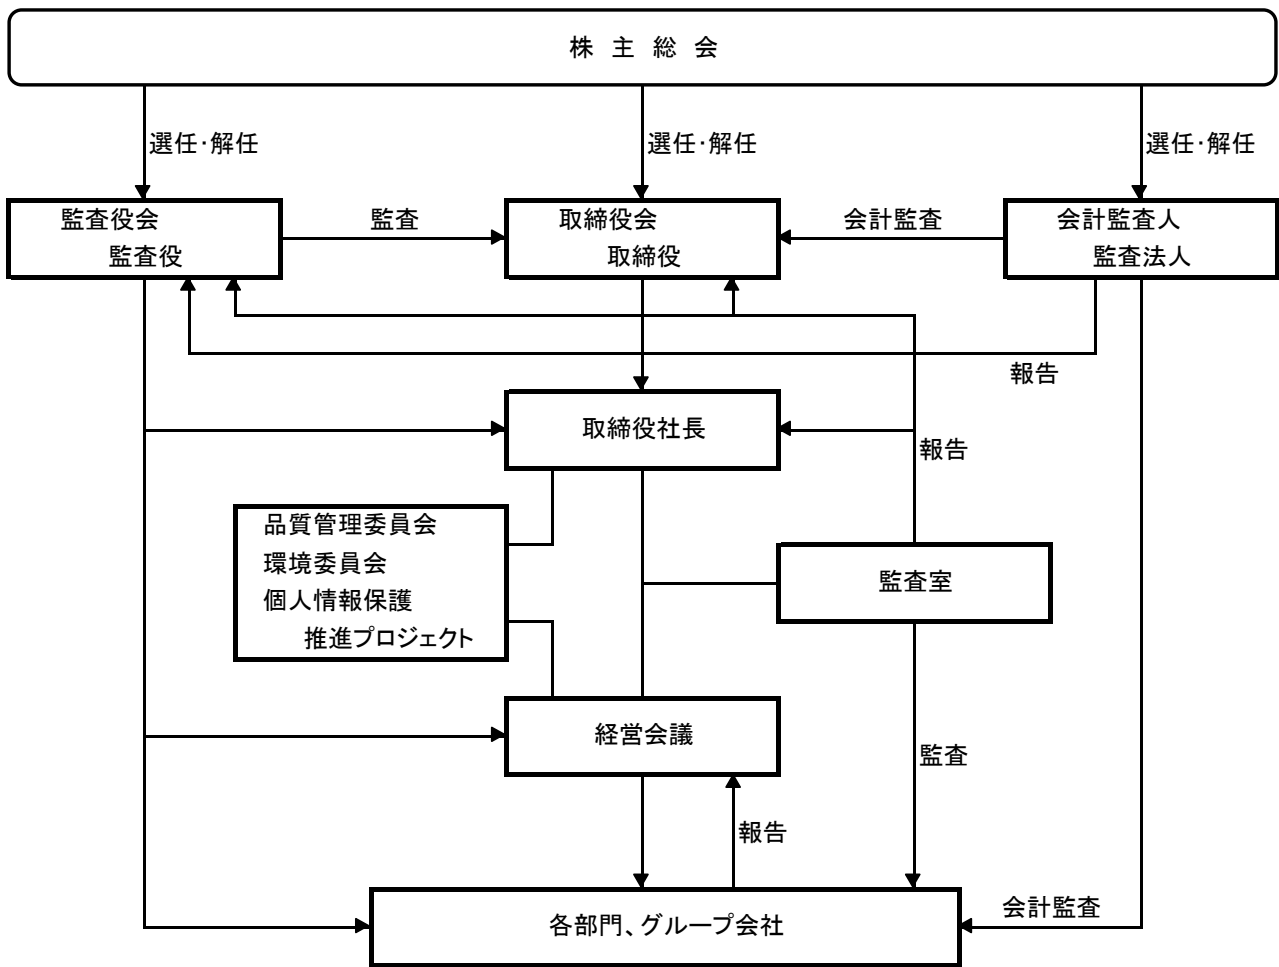 株主総会
選任・解任
選任・解任
選任・解任
監査役会
監査役
監査
取締役会
取締役
会計監査
会計監査人
監査法人
報告
取締役社長
報告
品質管理委員会
環境委員会
個人情報保護
推進プロジェクト
監査室
経営会議
監査
報告
各部門、グループ会社
会計監査